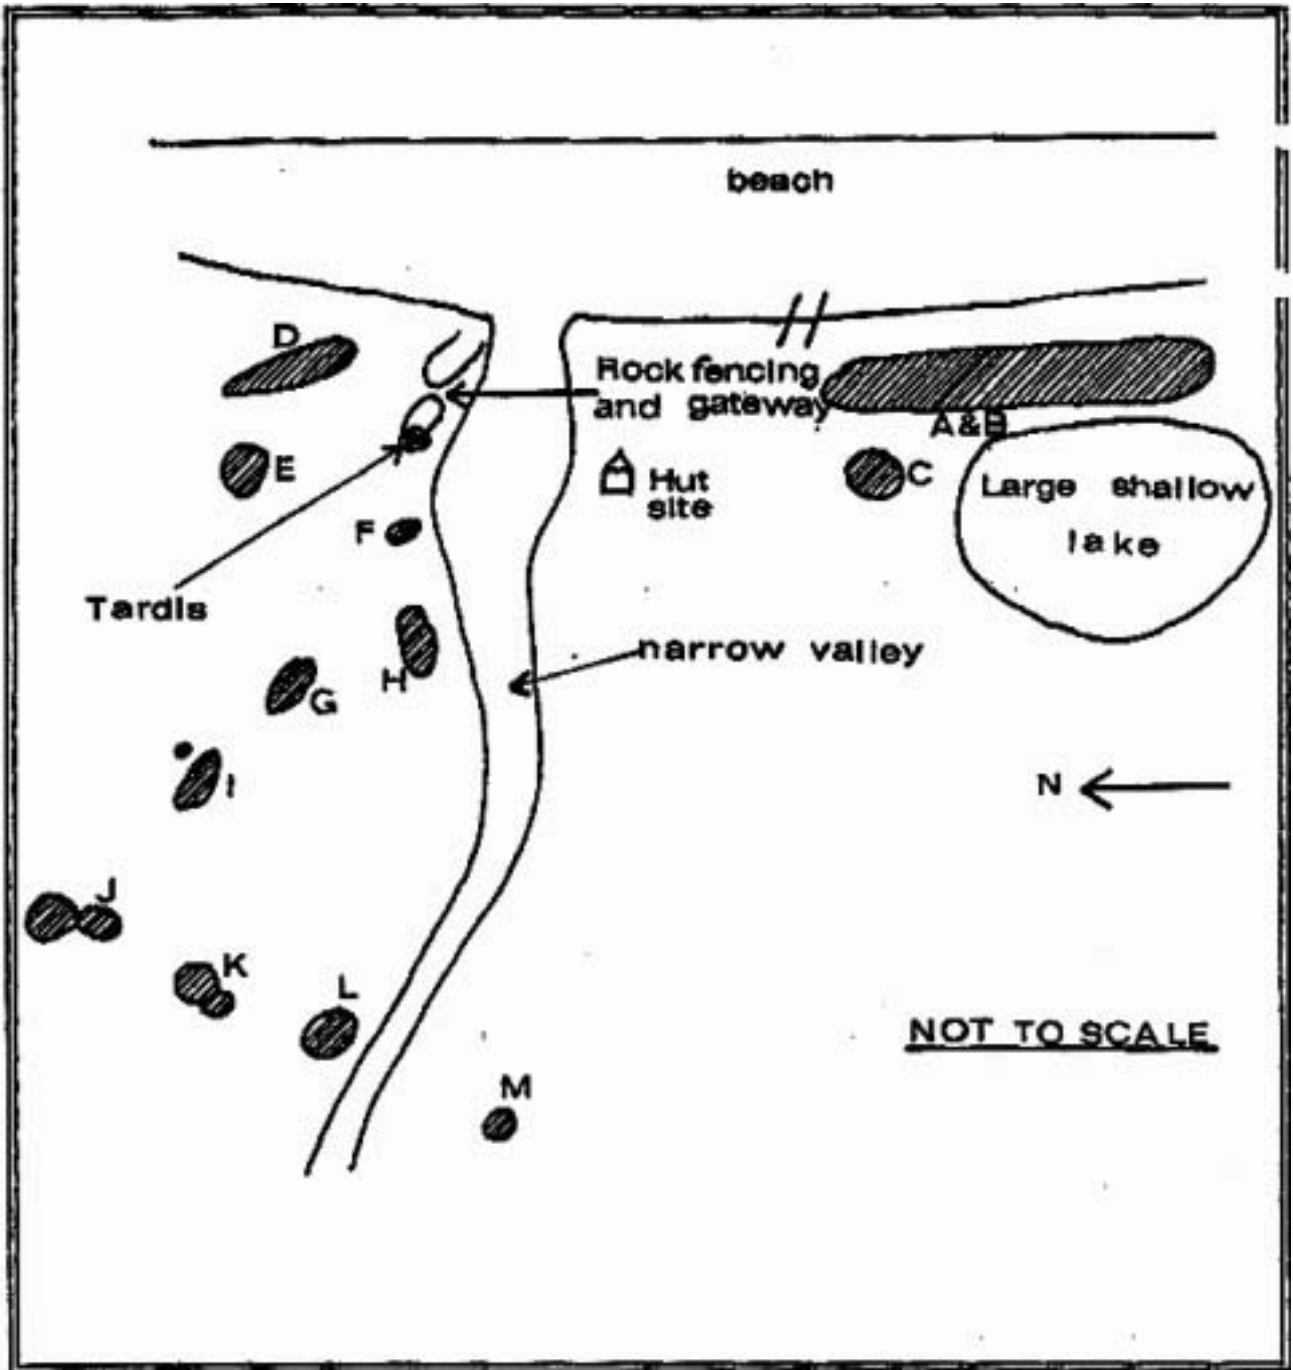 beach
D
Rock fencing
and gateway
A&B
E
C
Hut
site
Large shallow
lake
F
Tardis
narrow valley
H
G
I
N
J
K
L
NOT TO SCALE
M